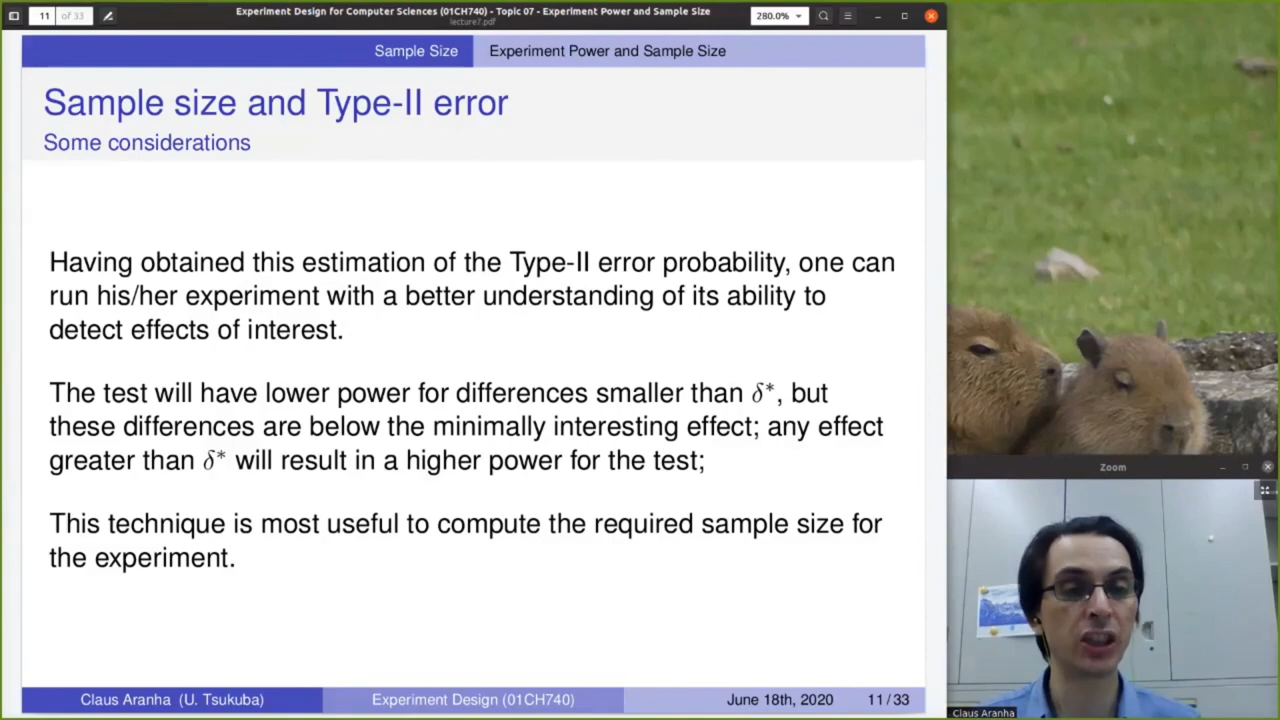 11 of 33
Experiment Design for Computer Sciences (01CH740) - Topic 07 - Experiment Power and Sample Size
lecture7.pdf
280.0%
Sample Size
Experiment Power and Sample Size
Sample size and Type-II error
Some considerations
Having obtained this estimation of the Type-II error probability, one can
run his/her experiment with a better understanding of its ability to
detect effects of interest.
The test will have lower power for differences smaller than δ*, but
these differences are below the minimally interesting effect; any effect
greater than δ* will result in a higher power for the test;
This technique is most useful to compute the required sample size for
the experiment.
Claus Aranha (U. Tsukuba)
Experiment Design (01CH740)
June 18th, 2020
11 / 33
Zoom
Claus Aranha